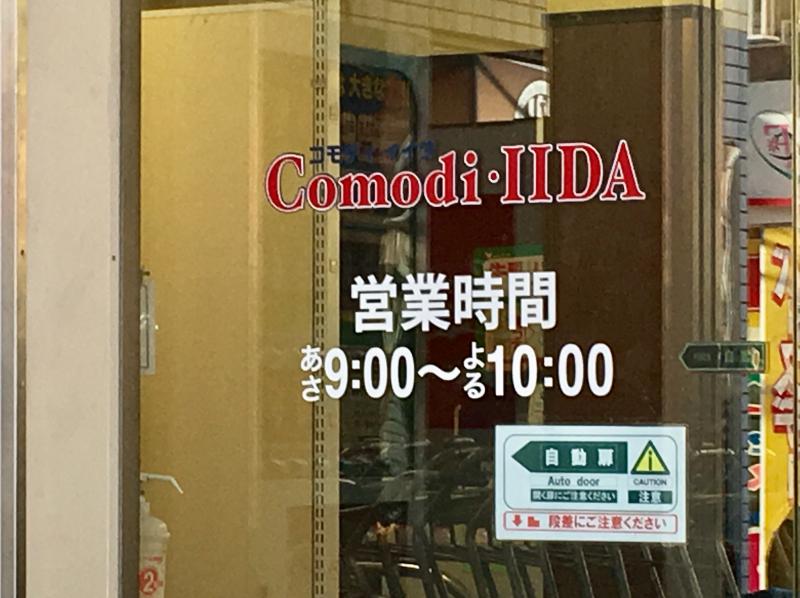 コモディイイダ
Comodi·IIDA
営業時間
あさ9:00〜よる10:00
自動扉
Auto door
開く扉にご注意ください
CAUTION
注意
段差にご注意ください
2